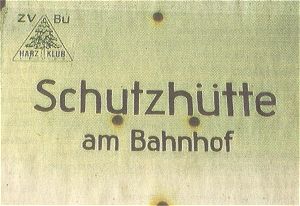 ZV BU
HARZ KLUB
Schutzhütte
am Bahnhof